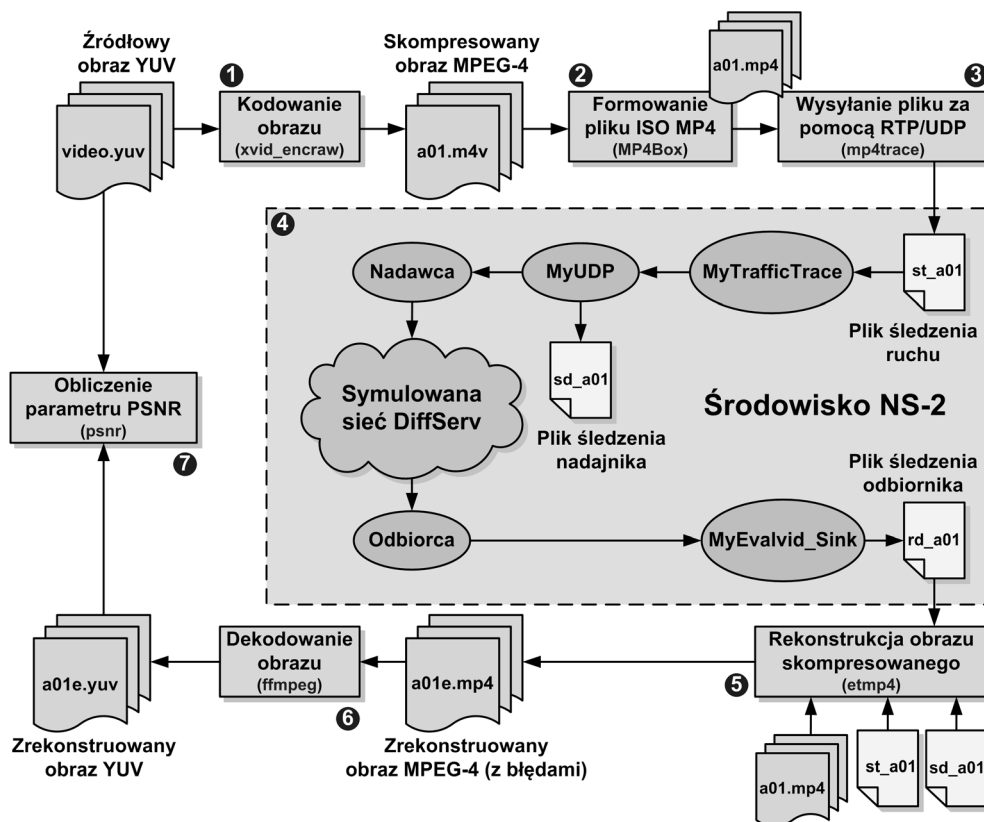 Źródłowy
obraz YUV
video.yuv
1
Kodowanie
obrazu
(xvid_encraw)
Skompresowany
obraz MPEG-4
a01.m4v
2
Formowanie
pliku ISO MP4
(MP4Box)
a01.mp4
3
Wysyłanie pliku za
pomocą RTP/UDP
(mp4trace)
4
Nadawca
MyUDP
MyTrafficTrace
st_a01
Plik śledzenia
ruchu
sd_a01
Plik śledzenia
nadajnika
Symulowana
sieć DiffServ
Środowisko NS-2
Obliczenie
parametru PSNR
(psnr)
7
Plik śledzenia
odbiornika
Odbiorca
MyEvalvid_Sink
rd_a01
a01e.yuv
Zrekonstruowany
obraz YUV
Dekodowanie
obrazu
(ffmpeg)
6
a01e.mp4
Zrekonstruowany
obraz MPEG-4 (z błędami)
Rekonstrukcja obrazu
skompresowanego
(etmp4)
5
a01.mp4
st_a01
sd_a01